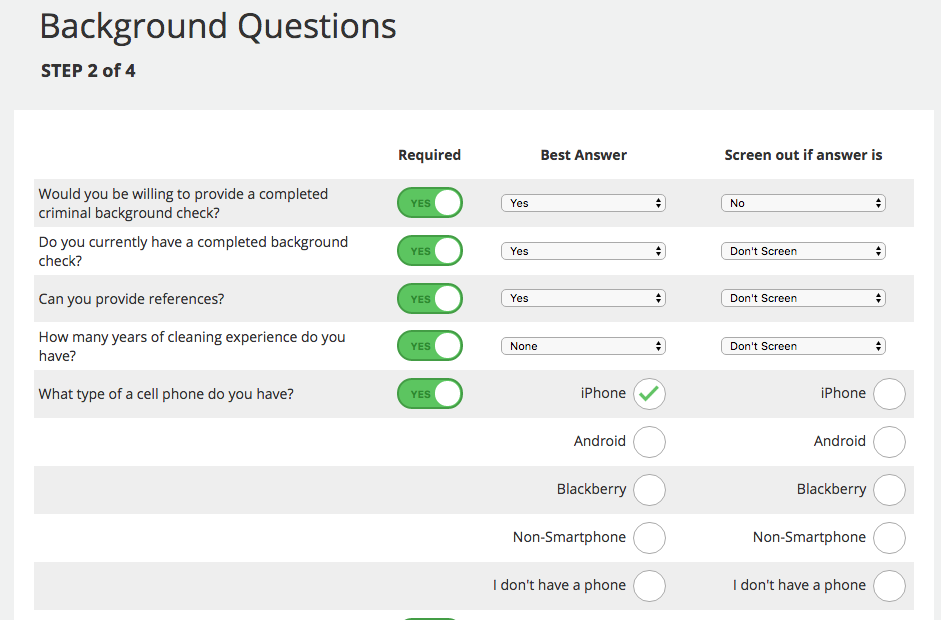 Background Questions
STEP 2 of 4
Required Best Answer Screen out if answer is
Would you be willing to provide a completed
criminal background check?
YES Yes No
Do you currently have a completed background
check?
YES Yes Don't Screen
Can you provide references? YES Yes Don't Screen
How many years of cleaning experience do you
have?
YES None Don't Screen
What type of a cell phone do you have? YES iPhone iPhone
Android Android
Blackberry Blackberry
Non-Smartphone Non-Smartphone
I don't have a phone I don't have a phone